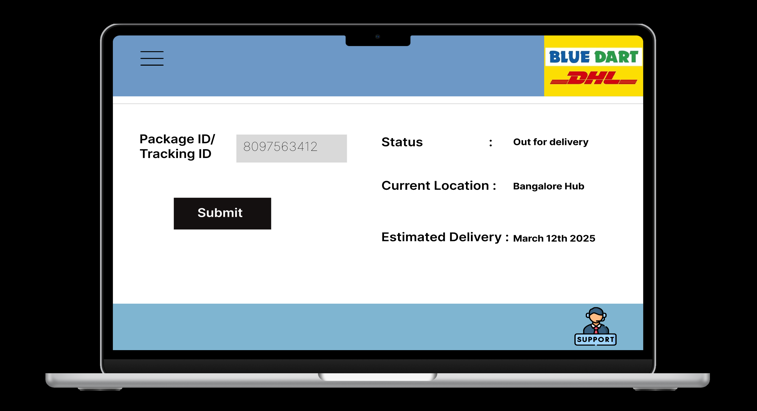 BLUE DART
DHL
Package ID/
Tracking ID
8097563412
Submit
Status :
Out for delivery
Current Location :
Bangalore Hub
Estimated Delivery :
March 12th 2025
SUPPORT